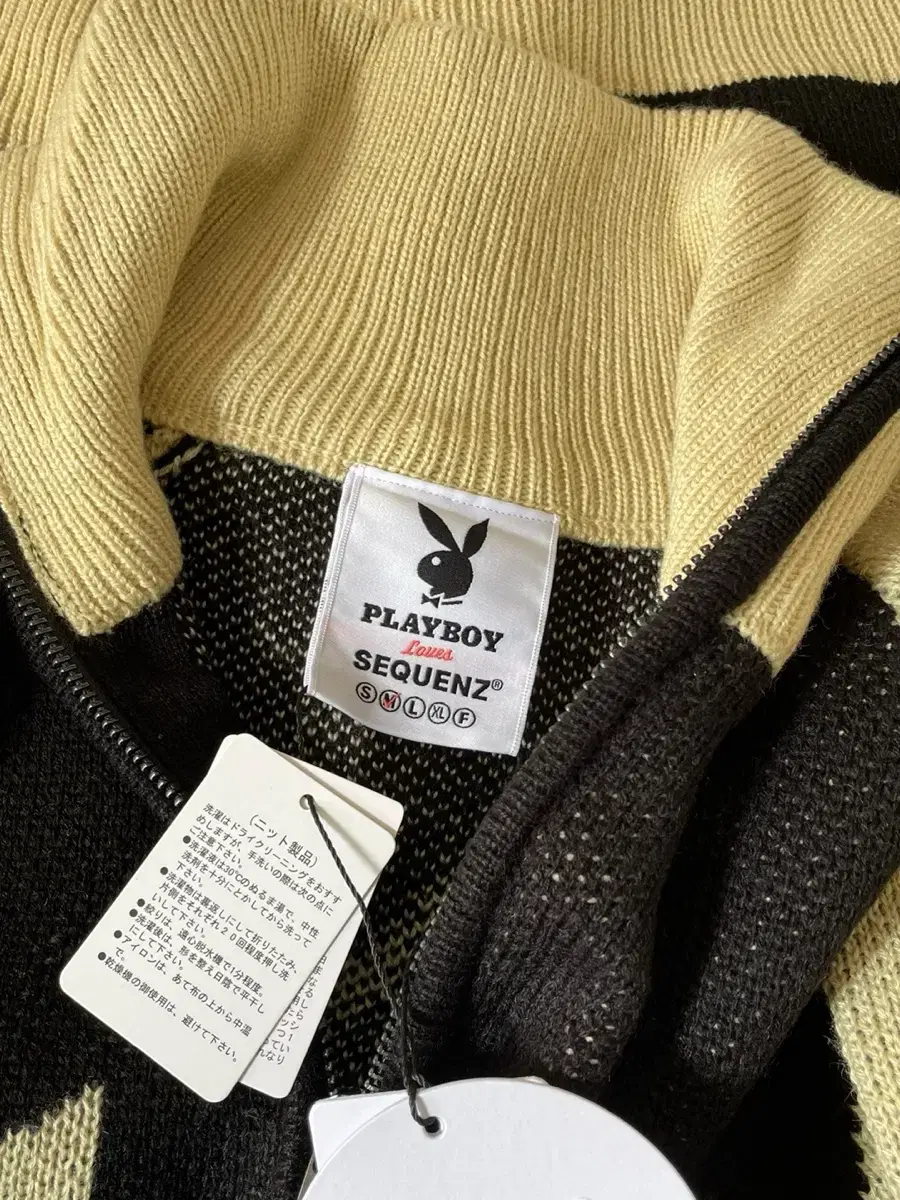 PLAYBOY
Loves
SEQUENZ®
S M L XL F
(ニット製品)
洗濯はドライクリーニングをおすす
めしますが、手洗いの際は次の点に
ご注意下さい。
●洗濯液は30℃のぬるま湯で、中性
洗剤を十分にとかしてから洗って
下さい。
●洗濯物は裏返しにして折りたたみ、
片側をそれぞれ20回程度押し洗
いして下さい。
●絞りは、遠心脱水機で1分程度。
●洗濯後は、形を整え日陰で平干し
にして下さい。
●アイロンは、あて布の上から中温
で。
●乾燥機の御使用は、避けて下さい。